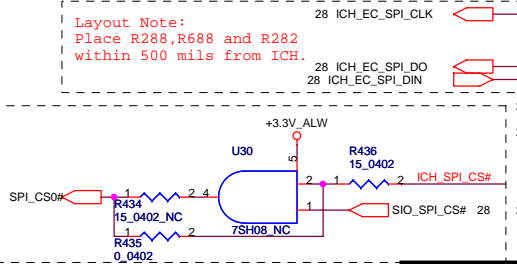 28 ICH_EC_SPI_CLK
Layout Note:
Place R288,R688 and R282
within 500 mils from ICH.
28 ICH_EC_SPI_DO
28 ICH_EC_SPI_DIN
+3.3V_ALW
U30
R436
15_0402
5
ICH_SPI_CS#
2 1 2
SPI_CS0#
1 2 4
R434
15_0402_NC
1
SIO_SPI_CS# 28
7SH08_NC
1 2
R435
0_0402